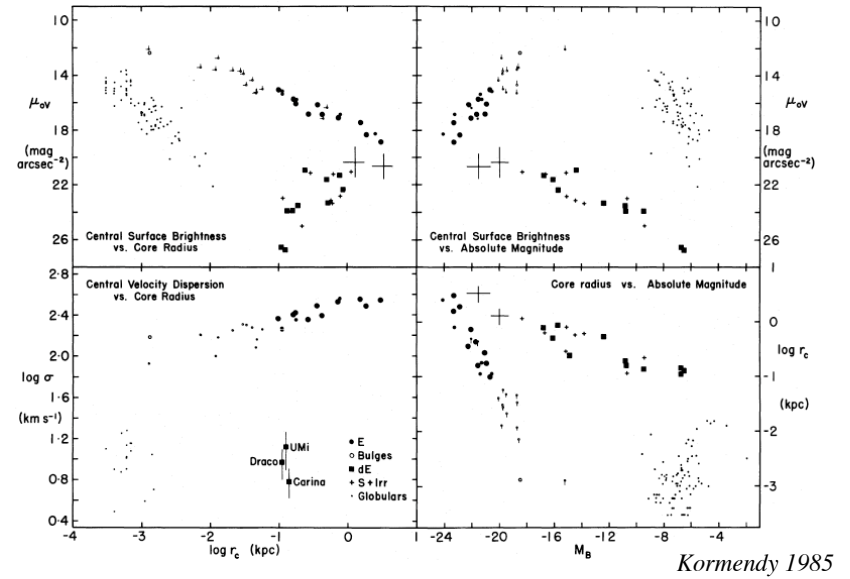 10
14
μoV
18
(mag
arcsec⁻²)
22
26
Central Surface Brightness
vs. Core Radius
10
14
μoV
18
(mag
arcsec⁻²)
22
26
Central Surface Brightness
vs. Absolute Magnitude
2·8
2·4
2·0
log σ
1·6
(km s⁻¹)
1·2
0·8
0·4
Central Velocity Dispersion
vs. Core Radius
UMi
Draco
Carina
E
Bulges
dE
S+Irr
Globulars
-4 -3 -2 -1 0
log rc (kpc)
Core radius vs. Absolute Magnitude
0
log rc
-1
(kpc)
-2
-3
-24 -20 -16 -12 -8 -4
MB
Kormendy 1985